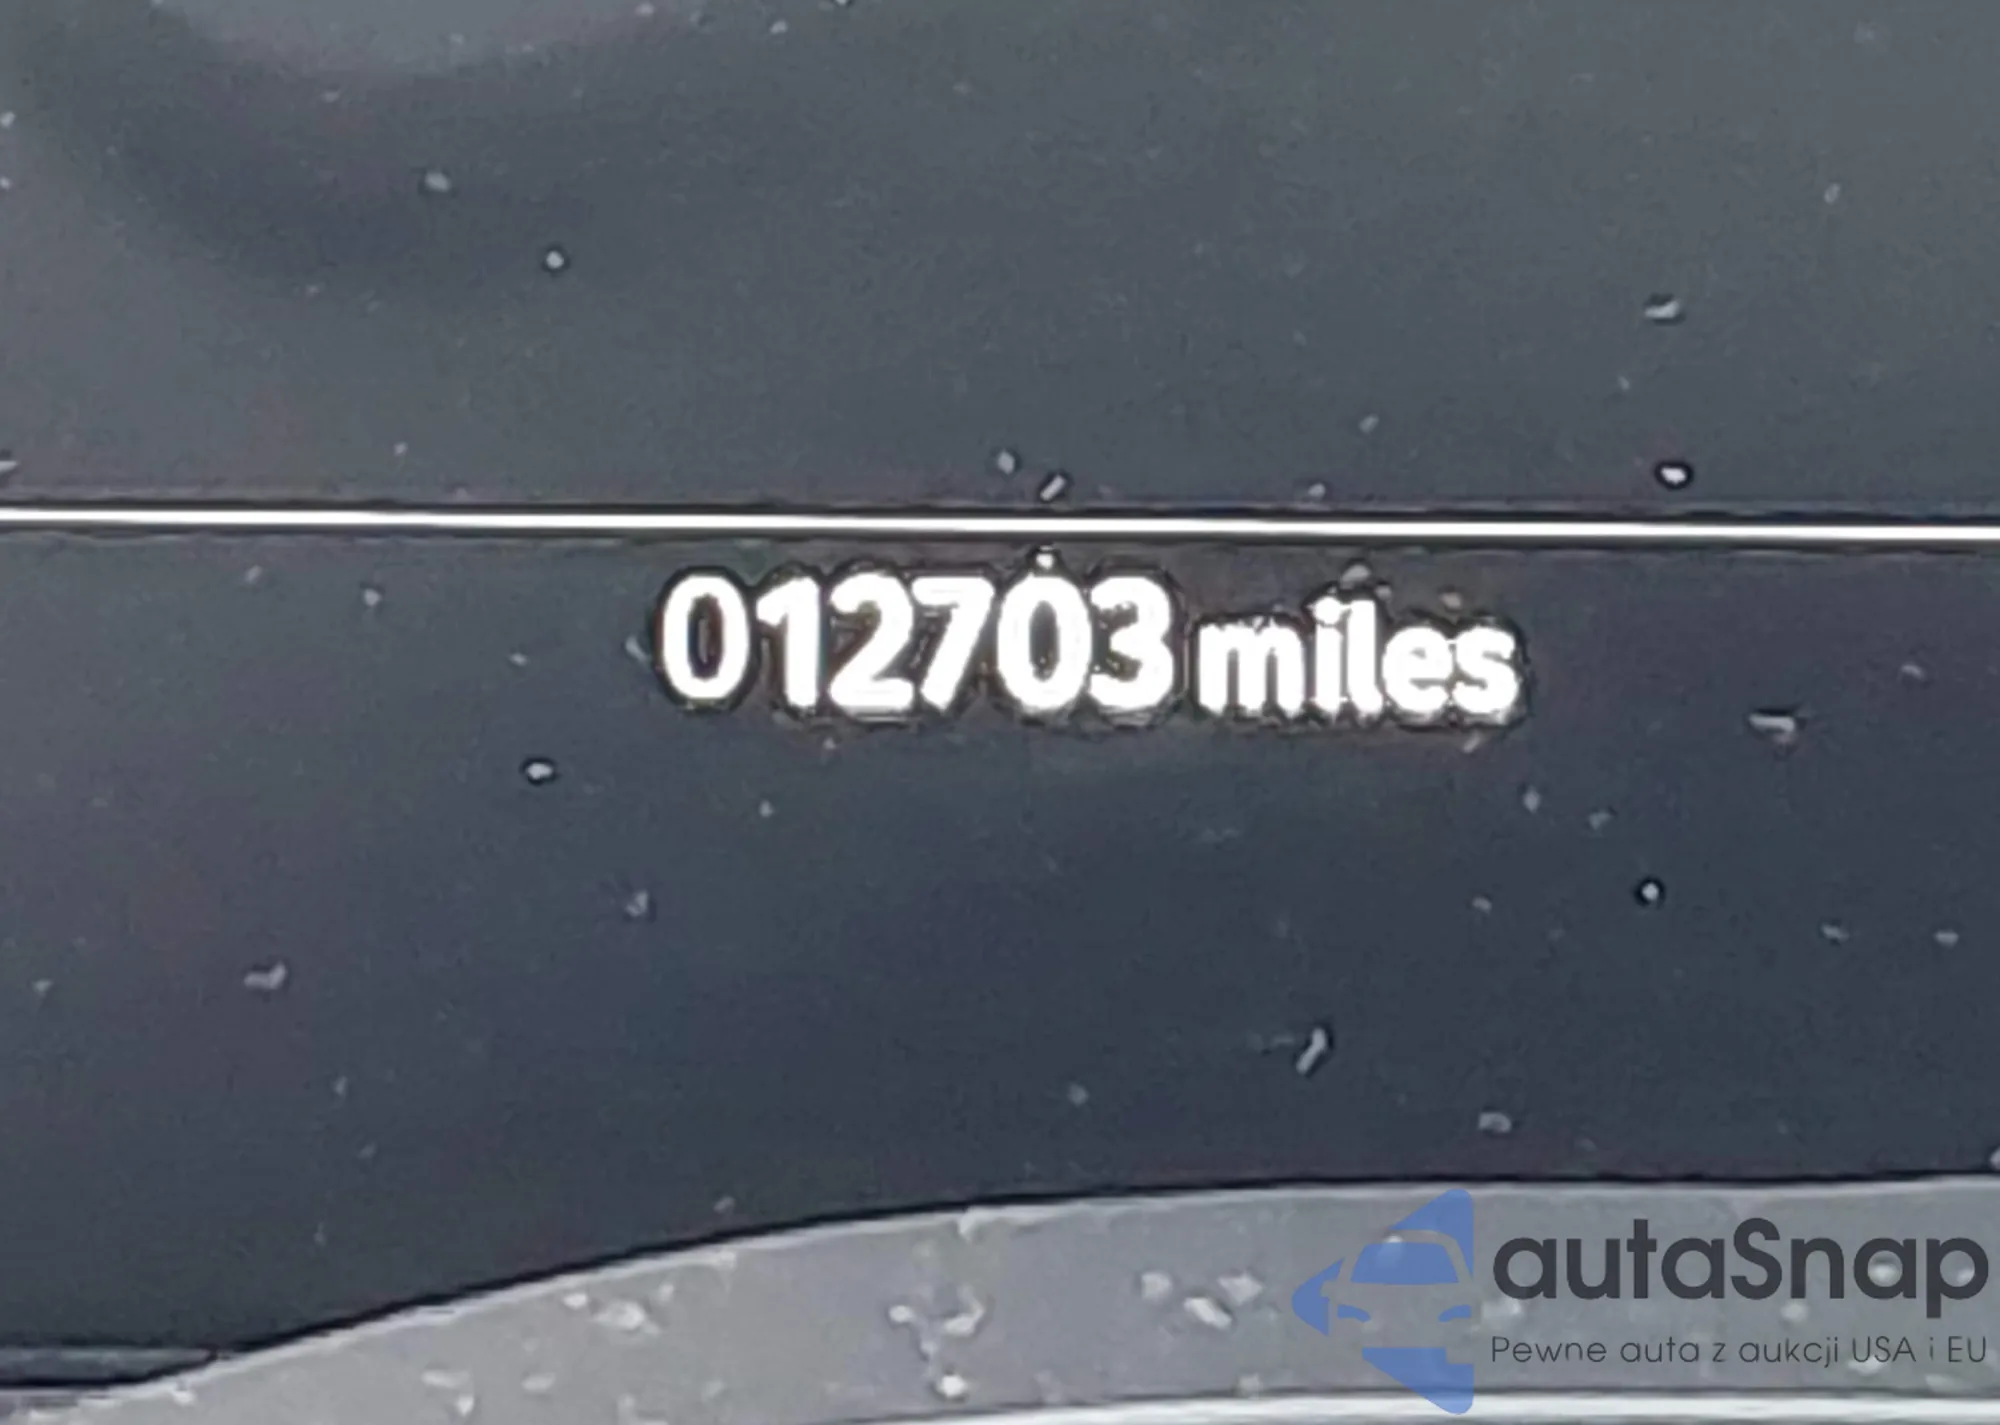 012703 miles
autaSnap
Pewne auta z aukcji USA i EU